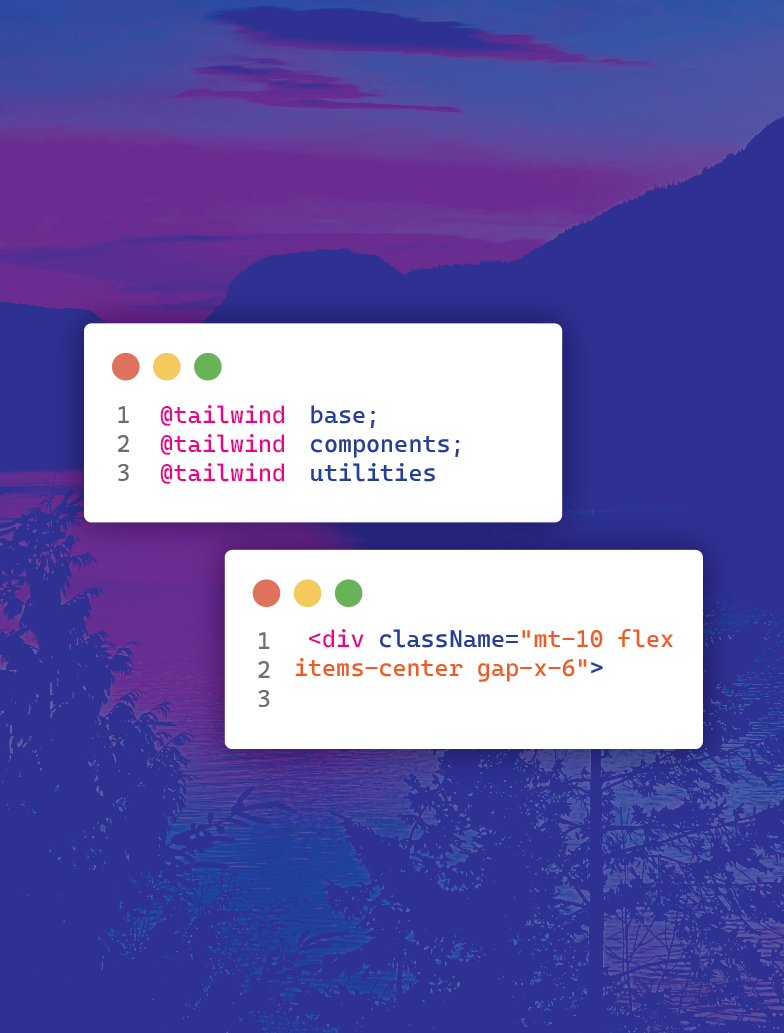 1 @tailwind base;
2 @tailwind components;
3 @tailwind utilities
1 <div className="mt-10 flex
2 items-center gap-x-6">
3